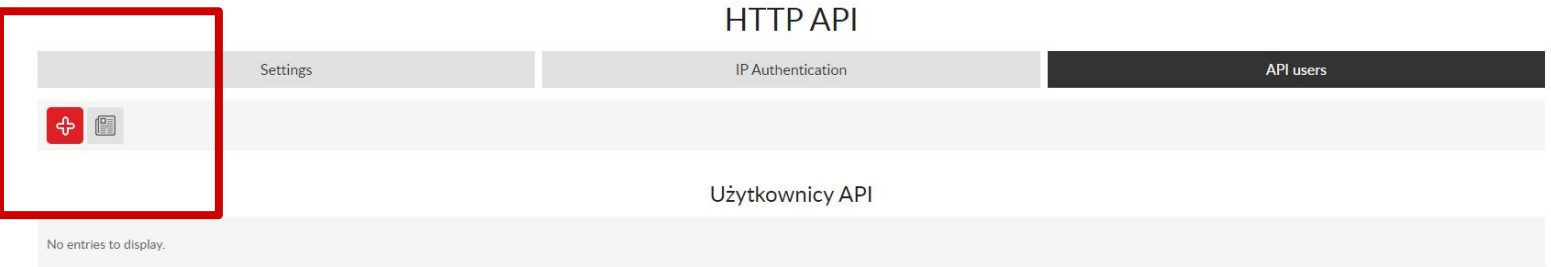 HTTP API
Settings
IP Authentication
API users
Użytkownicy API
No entries to display.